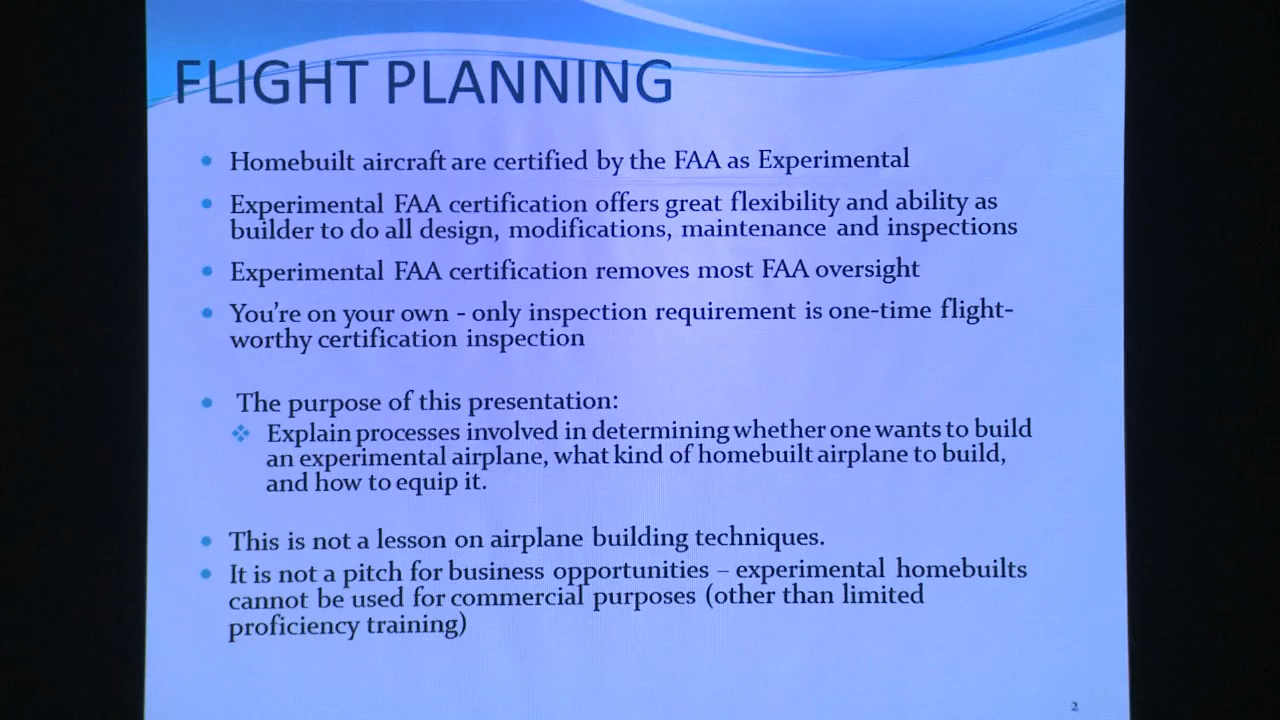 FLIGHT PLANNING
Homebuilt aircraft are certified by the FAA as Experimental
Experimental FAA certification offers great flexibility and ability as
builder to do all design, modifications, maintenance and inspections
Experimental FAA certification removes most FAA oversight
You're on your own - only inspection requirement is one-time flight-
worthy certification inspection
The purpose of this presentation:
Explain processes involved in determining whether one wants to build
an experimental airplane, what kind of homebuilt airplane to build,
and how to equip it.
This is not a lesson on airplane building techniques.
It is not a pitch for business opportunities – experimental homebuilts
cannot be used for commercial purposes (other than limited
proficiency training)
2